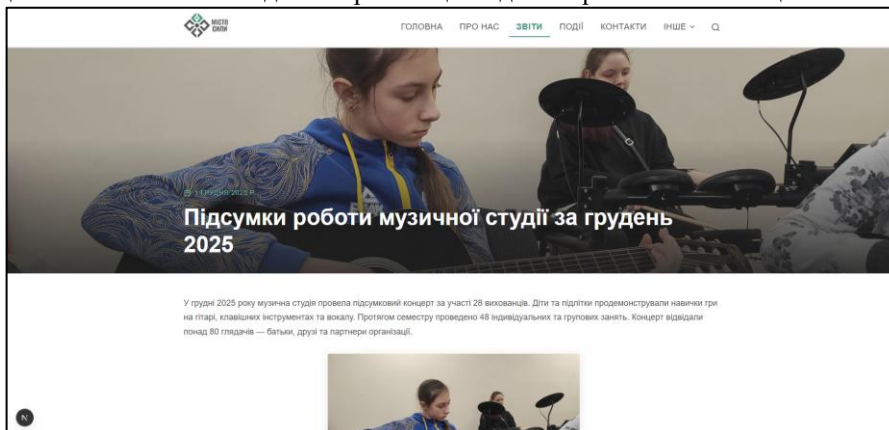 МІСТО
СИЛИ
ГОЛОВНА ПРО НАС ЗВІТИ ПОДІЇ КОНТАКТИ ІНШЕ
Підсумки роботи музичної студії за грудень
2025
У грудні 2025 року музична студія провела підсумковий концерт за участі 28 вихованців. Діти та підлітки продемонстрували навички гри
на гітарі, клавішних інструментах та вокалу. Протягом семестру проведено 48 індивідуальних та групових занять. Концерт відвідали
понад 80 глядачів — батьки, друзі та партнери організації.
N